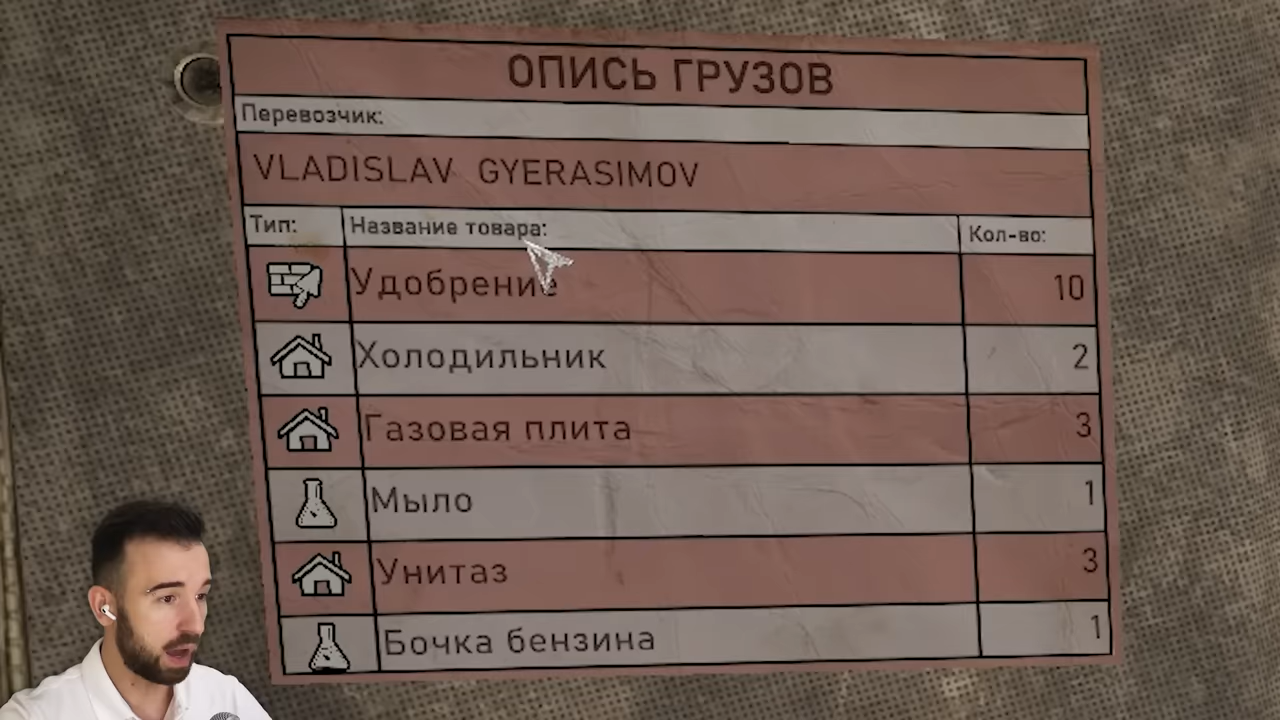 ОПИСЬ ГРУЗОВ
Перевозчик:
VLADISLAV GYERASIMOV
Тип: Название товара: Кол-во:
Удобрение 10
Холодильник 2
Газовая плита 3
Мыло 1
Унитаз 3
Бочка бензина 1